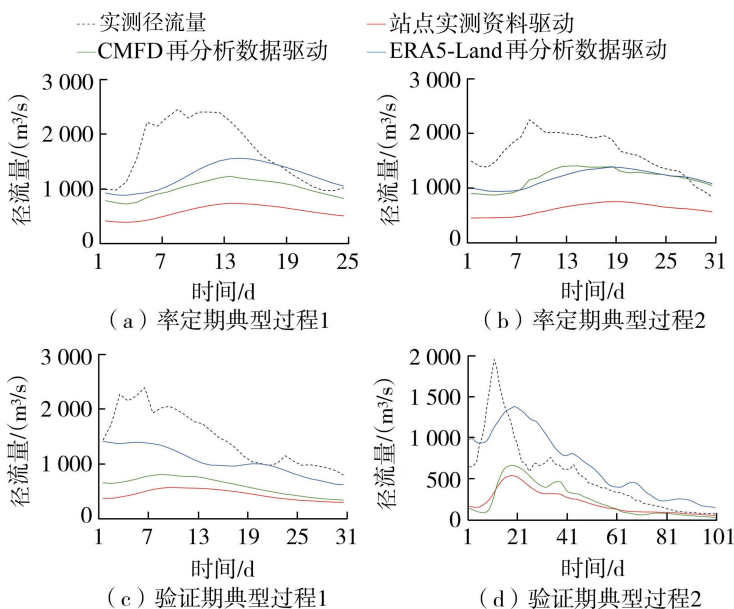 实测径流量 站点实测资料驱动
CMFD再分析数据驱动 ERA5-Land再分析数据驱动
径流量/(m³/s)
3 000
2 000
1 000
0
1 7 13 19 25
时间/d
(a)率定期典型过程1
径流量/(m³/s)
3 000
2 000
1 000
0
1 7 13 19 25 31
时间/d
(b)率定期典型过程2
径流量/(m³/s)
3 000
2 000
1 000
0
1 7 13 19 25 31
时间/d
(c)验证期典型过程1
径流量/(m³/s)
2 000
1 500
1 000
500
0
1 21 41 61 81 101
时间/d
(d)验证期典型过程2